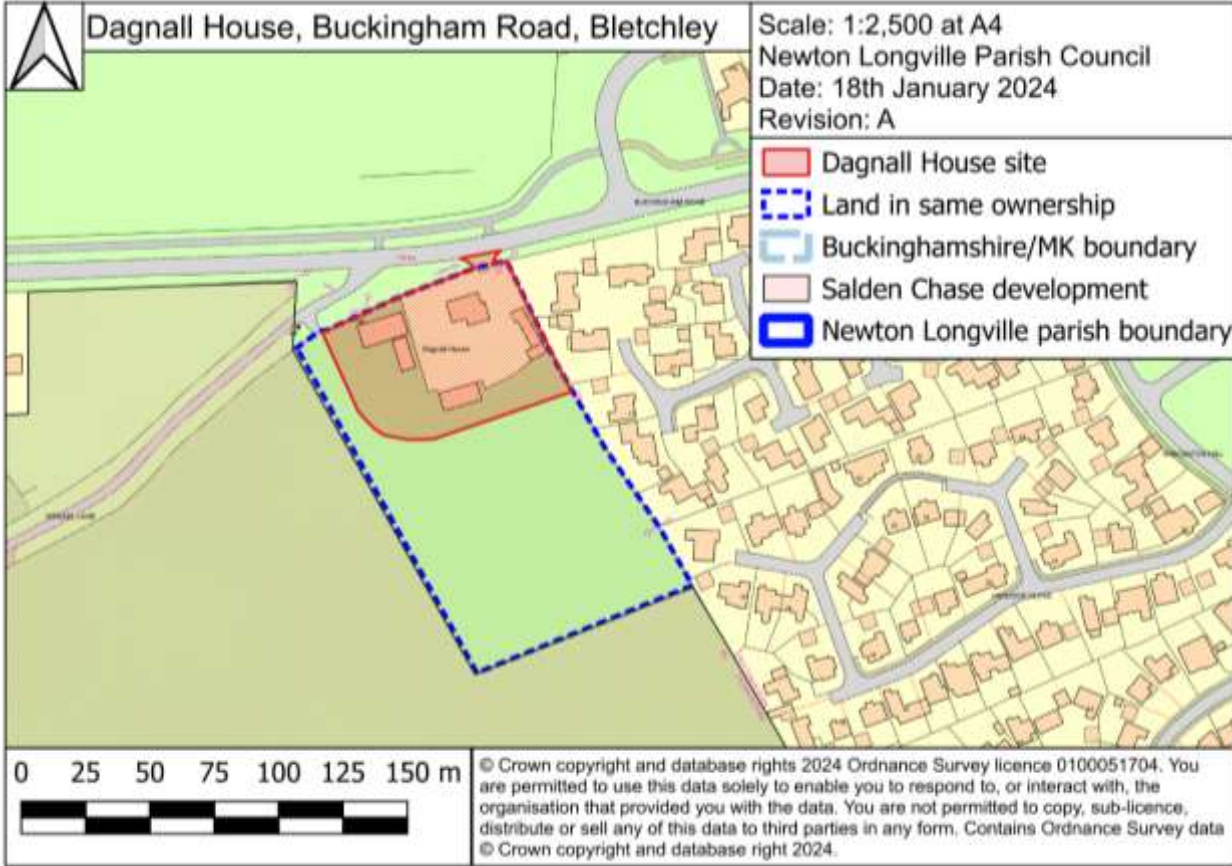 Dagnall House, Buckingham Road, Bletchley
Scale: 1:2,500 at A4
Newton Longville Parish Council
Date: 18th January 2024
Revision: A
Dagnall House site
Land in same ownership
Buckinghamshire/MK boundary
Salden Chase development
Newton Longville parish boundary
BUCKINGHAM ROAD
Dagnall House
0 25 50 75 100 125 150 m
© Crown copyright and database rights 2024 Ordnance Survey licence 0100051704. You
are permitted to use this data solely to enable you to respond to, or interact with, the
organisation that provided you with the data. You are not permitted to copy, sub-licence,
distribute or sell any of this data to third parties in any form. Contains Ordnance Survey data
© Crown copyright and database right 2024.